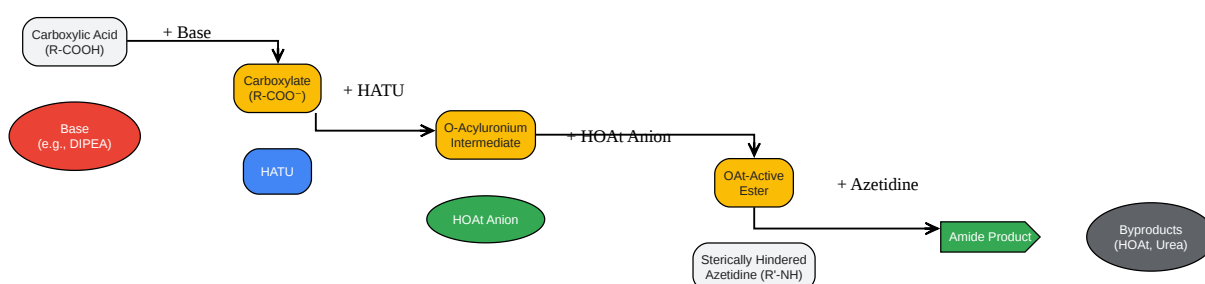 Carboxylic Acid
(R-COOH)
+ Base
Carboxylate
(R-COO⁻)
+ HATU
Base
(e.g., DIPEA)
O-Acyluronium
Intermediate
+ HOAt Anion
HATU
OAt-Active
Ester
+ Azetidine
HOAt Anion
Amide Product
Byproducts
(HOAt, Urea)
Sterically Hindered
Azetidine (R'-NH)